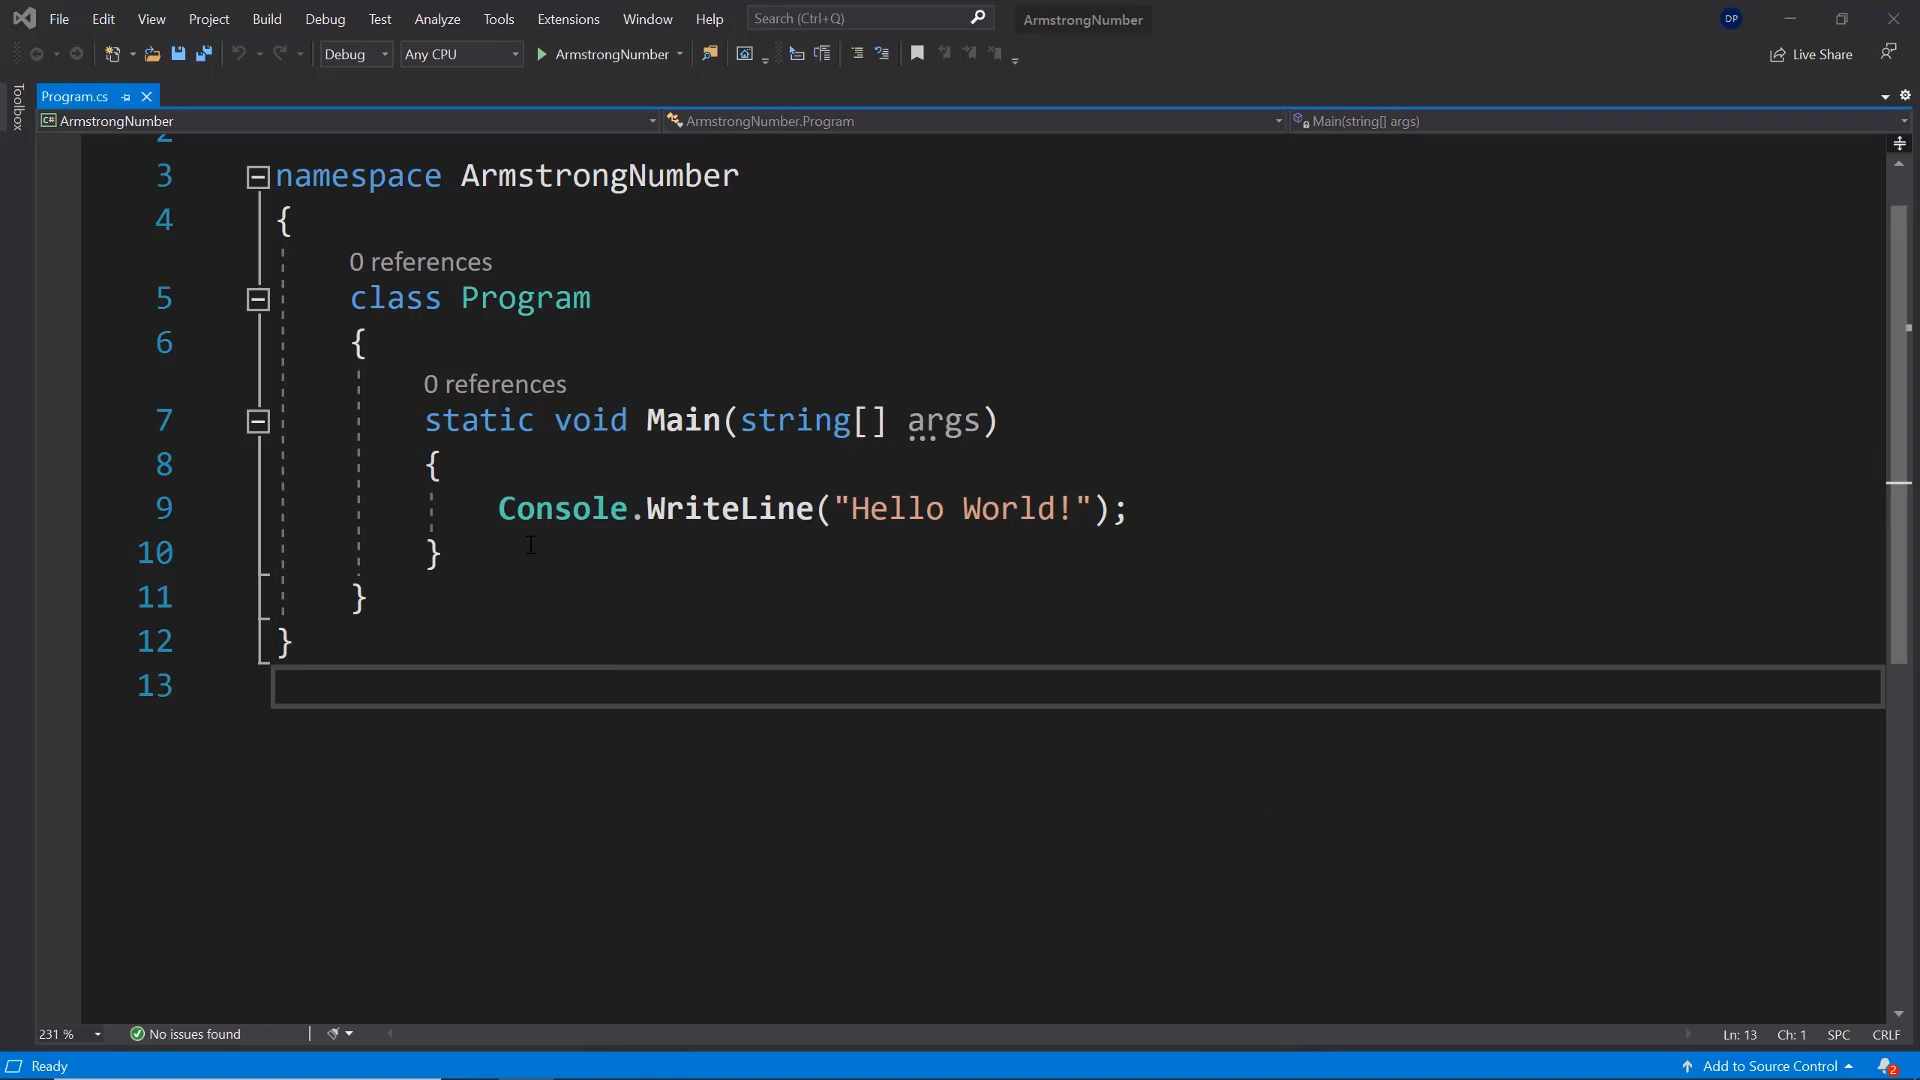 File Edit View Project Build Debug Test Analyze Tools Extensions Window Help Search (Ctrl+Q) ArmstrongNumber DP
Debug Any CPU ArmstrongNumber Live Share
Toolbox
Program.cs
C# ArmstrongNumber ArmstrongNumber.Program Main(string[] args)
2
3 namespace ArmstrongNumber
4 {
0 references
5 class Program
6 {
0 references
7 static void Main(string[] args)
8 {
9 Console.WriteLine("Hello World!");
10 }
11 }
12 }
13
231 % No issues found Ln: 13 Ch: 1 SPC CRLF
Ready Add to Source Control 2